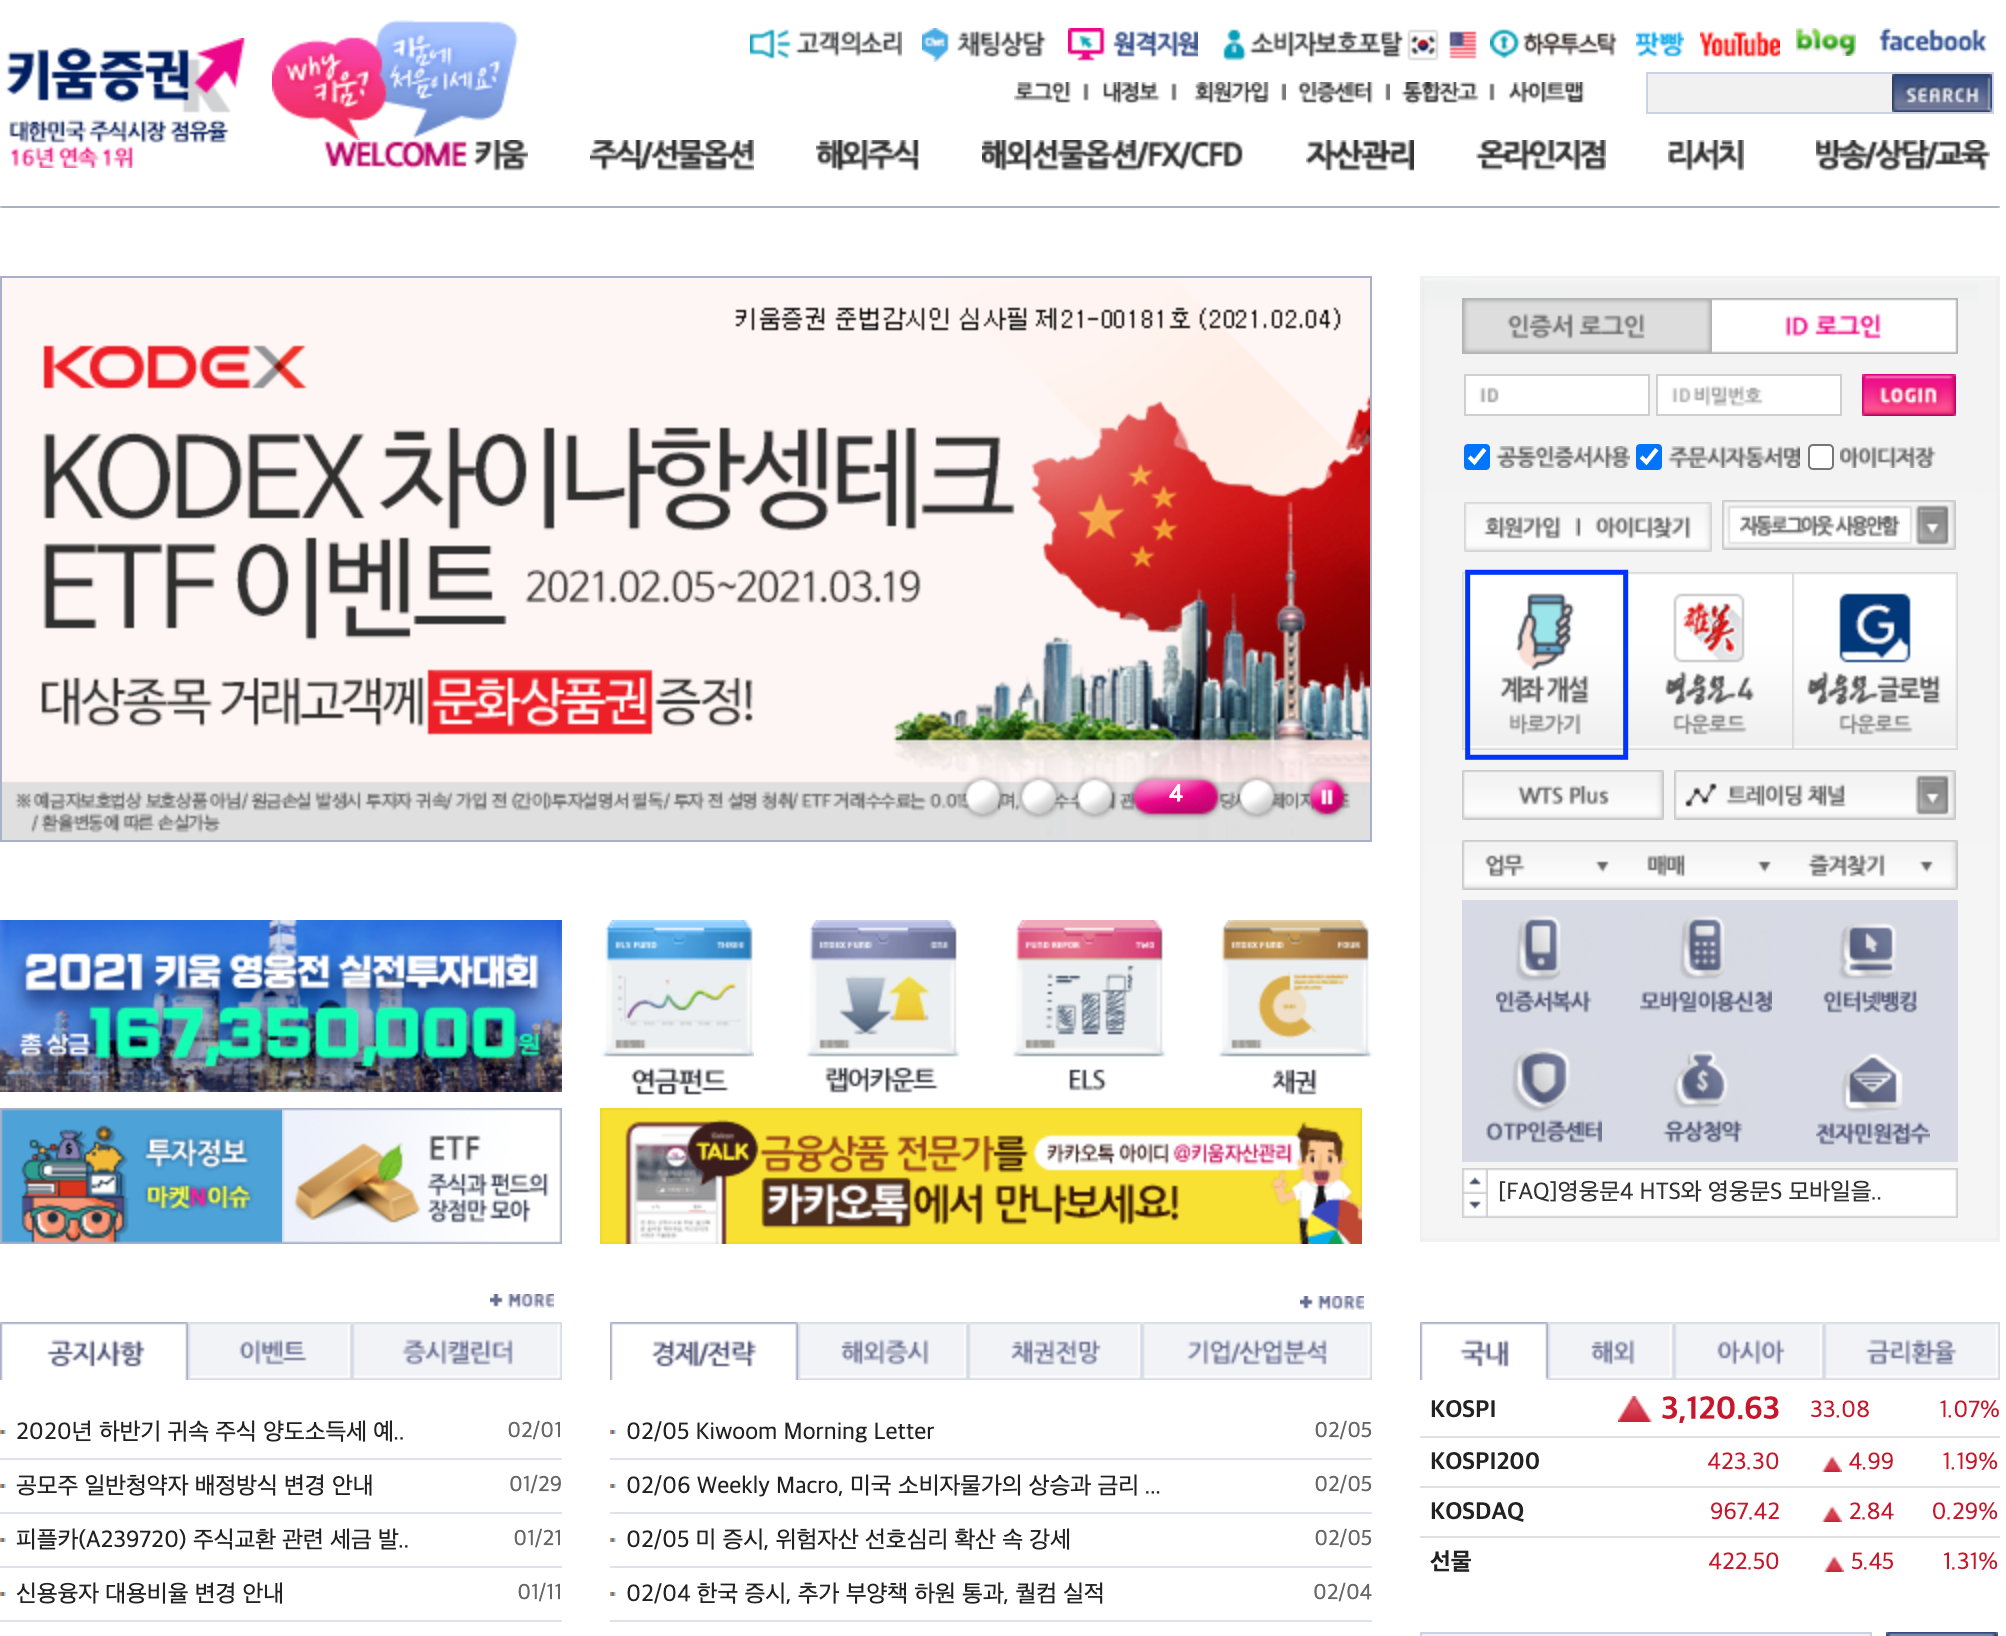 키움증권
대한민국 주식시장 점유율
16년 연속 1위
Why 키움?
키움에 처음이세요?
고객의소리 채팅상담 원격지원 소비자보호포탈 하우투스탁 팟빵 YouTube blog facebook
로그인 | 내정보 | 회원가입 | 인증센터 | 통합잔고 | 사이트맵
SEARCH
WELCOME 키움 주식/선물옵션 해외주식 해외선물옵션/FX/CFD 자산관리 온라인지점 리서치 방송/상담/교육
키움증권 준법감시인 심사필 제21-00181호 (2021.02.04)
KODEX
KODEX 차이나항셍테크
ETF 이벤트 2021.02.05~2021.03.19
대상종목 거래고객께 문화상품권 증정!
※ 예금자보호법상 보호상품 아님/ 원금손실 발생시 투자자 귀속/ 가입 전 (간이)투자설명서 필독/ 투자 전 설명 청취/ ETF 거래수수료는
/ 환율변동에 따른 손실가능
4
인증서 로그인 ID 로그인
ID ID 비밀번호 LOGIN
공동인증서사용 주문시자동서명 아이디저장
회원가입 | 아이디찾기 자동로그아웃 사용안함
계좌 개설
바로가기
영웅문4
다운로드
영웅문글로벌
다운로드
WTS Plus 트레이딩 채널
업무 매매 즐겨찾기
인증서복사 모바일이용신청 인터넷뱅킹
OTP인증센터 유상청약 전자민원접수
[FAQ]영웅문4 HTS와 영웅문S 모바일을..
2021 키움 영웅전 실전투자대회
총 상금 167,350,000원
ELS FUND THREE
INDEX FUND ONE
FUND REPOR TWO
INDEX FUND FOUR
연금펀드 랩어카운트 ELS 채권
투자정보
마켓N이슈
ETF
주식과 펀드의
장점만 모아
TALK
금융상품 전문가를 카카오톡 아이디 @키움자산관리
카카오톡에서 만나보세요!
+ MORE
공지사항 이벤트 증시캘린더
2020년 하반기 귀속 주식 양도소득세 예.. 02/01
공모주 일반청약자 배정방식 변경 안내 01/29
피플카(A239720) 주식교환 관련 세금 발.. 01/21
신용융자 대용비율 변경 안내 01/11
+ MORE
경제/전략 해외증시 채권전망 기업/산업분석
02/05 Kiwoom Morning Letter 02/05
02/06 Weekly Macro, 미국 소비자물가의 상승과 금리 ... 02/05
02/05 미 증시, 위험자산 선호심리 확산 속 강세 02/05
02/04 한국 증시, 추가 부양책 하원 통과, 퀄컴 실적 02/04
국내 해외 아시아 금리환율
KOSPI ▲ 3,120.63 33.08 1.07%
KOSPI200 423.30 ▲ 4.99 1.19%
KOSDAQ 967.42 ▲ 2.84 0.29%
선물 422.50 ▲ 5.45 1.31%